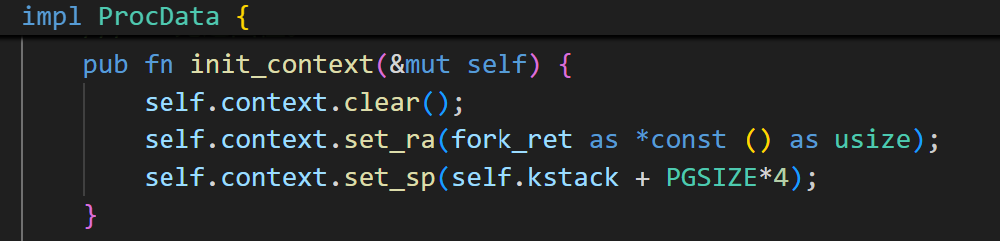 impl ProcData {
    pub fn init_context(&mut self) {
        self.context.clear();
        self.context.set_ra(fork_ret as *const () as usize);
        self.context.set_sp(self.kstack + PGSIZE*4);
    }